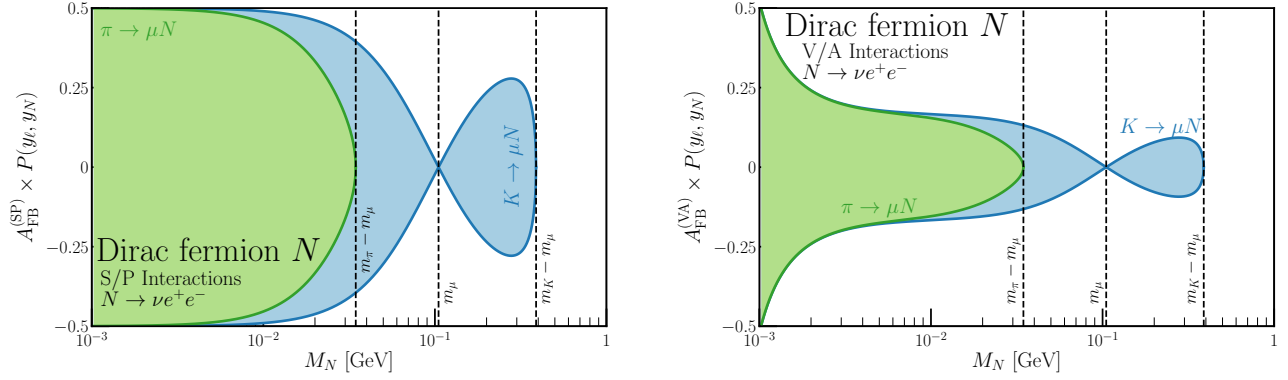 0.5
0.25
0
−0.25
−0.5
A_FB^(SP) × P(y_ℓ, y_N)
π → μN
K → μN
Dirac fermion N
S/P Interactions
N → νe⁺e⁻
m_π − m_μ
m_μ
m_K − m_μ
10⁻³
10⁻²
10⁻¹
1
M_N [GeV]
0.5
0.25
0
−0.25
−0.5
A_FB^(VA) × P(y_ℓ, y_N)
Dirac fermion N
V/A Interactions
N → νe⁺e⁻
K → μN
π → μN
m_π − m_μ
m_μ
m_K − m_μ
10⁻³
10⁻²
10⁻¹
1
M_N [GeV]